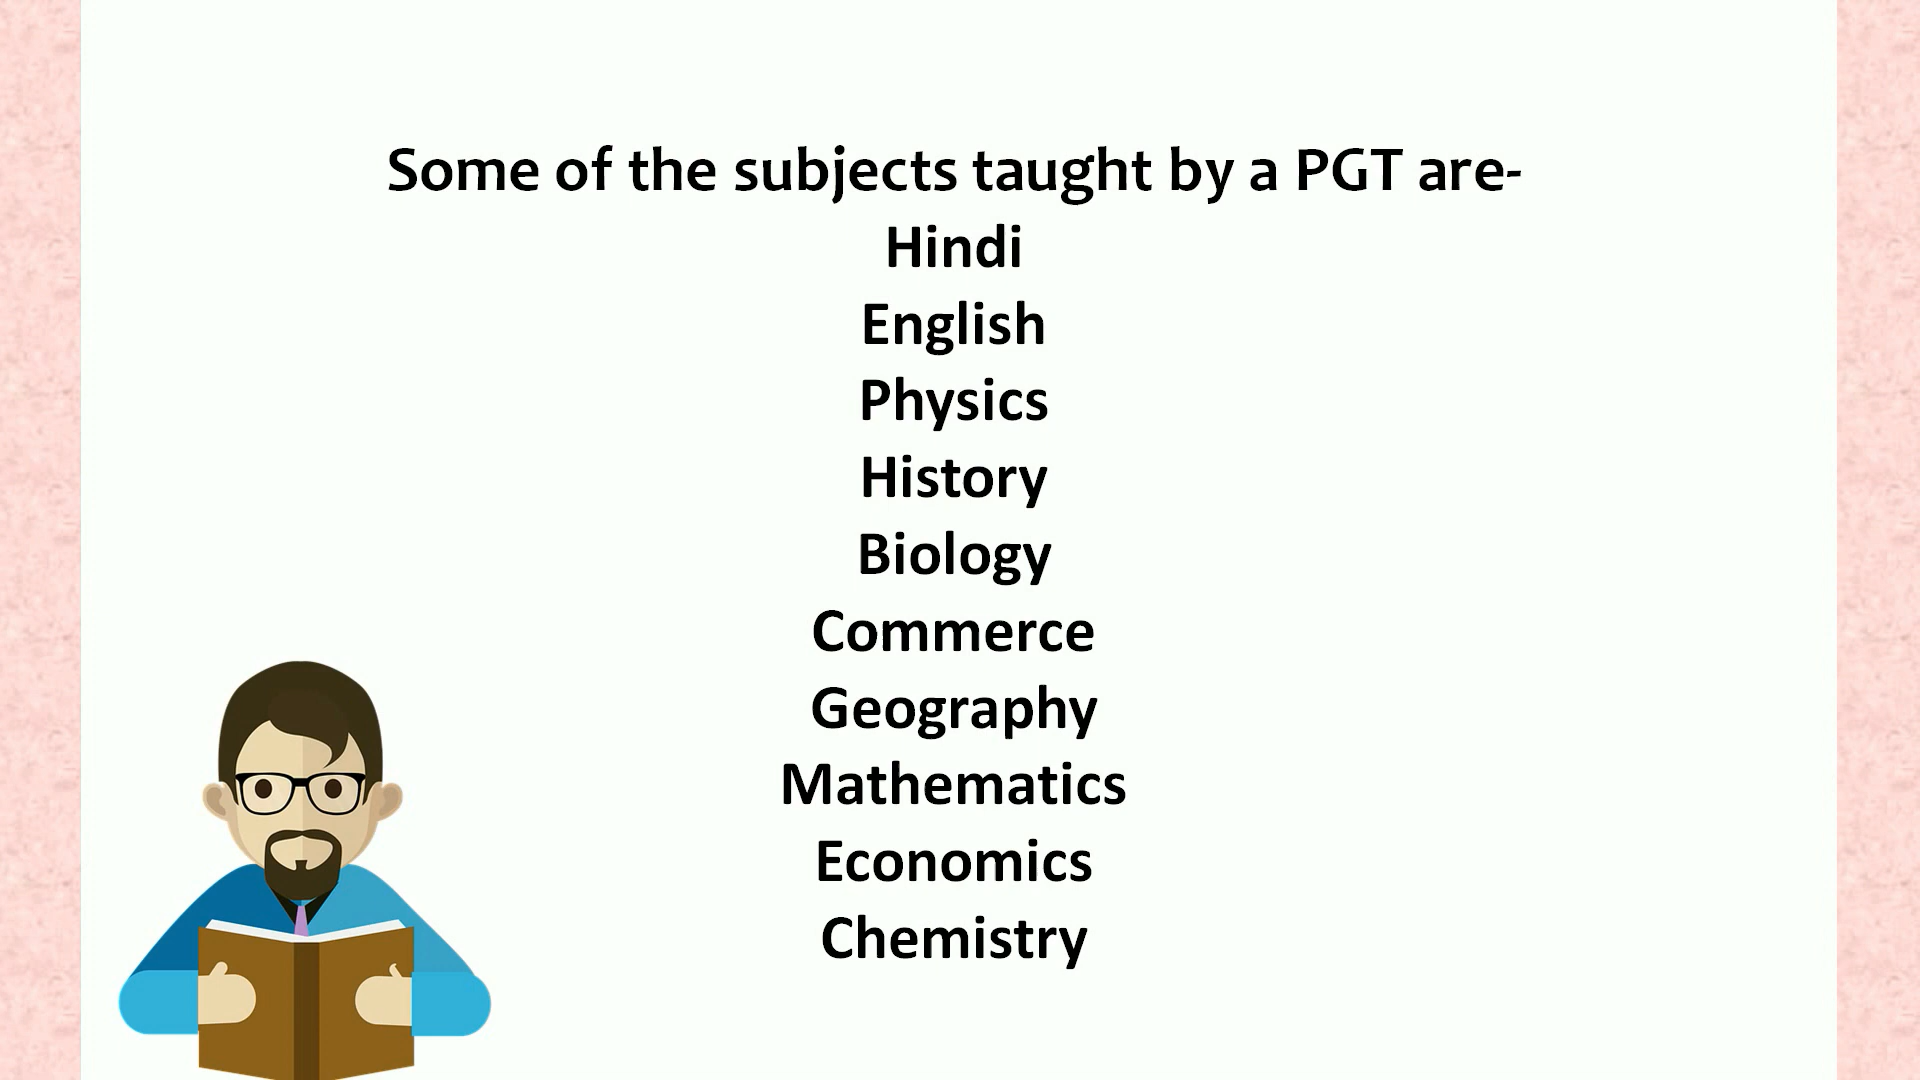 Some of the subjects taught by a PGT are-
Hindi
English
Physics
History
Biology
Commerce
Geography
Mathematics
Economics
Chemistry